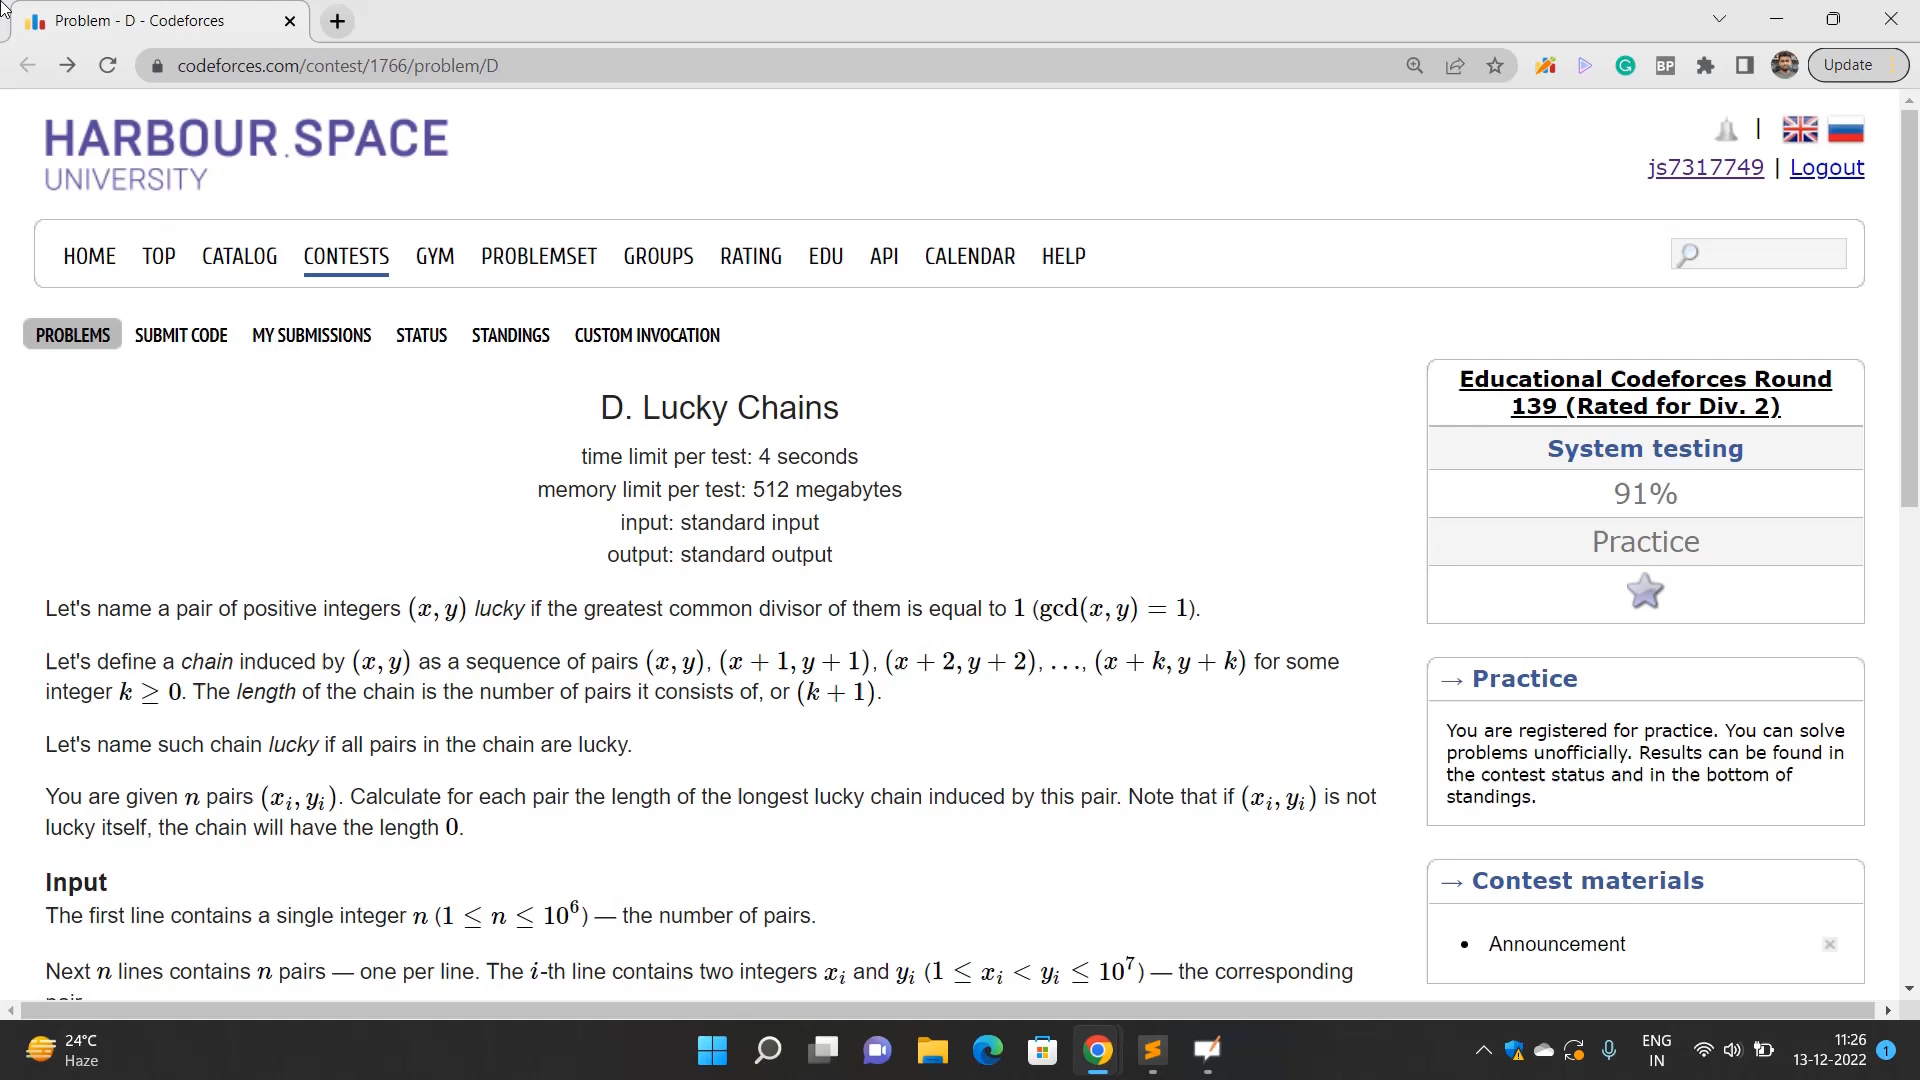 Problem - D - Codeforces
codeforces.com/contest/1766/problem/D
Update
HARBOUR.SPACE
UNIVERSITY
|
js7317749 | Logout
HOME TOP CATALOG CONTESTS GYM PROBLEMSET GROUPS RATING EDU API CALENDAR HELP
PROBLEMS SUBMIT CODE MY SUBMISSIONS STATUS STANDINGS CUSTOM INVOCATION
D. Lucky Chains
time limit per test: 4 seconds
memory limit per test: 512 megabytes
input: standard input
output: standard output
Let's name a pair of positive integers (x, y) lucky if the greatest common divisor of them is equal to 1 (gcd(x, y) = 1).
Let's define a chain induced by (x, y) as a sequence of pairs (x, y), (x + 1, y + 1), (x + 2, y + 2), …, (x + k, y + k) for some
integer k ≥ 0. The length of the chain is the number of pairs it consists of, or (k + 1).
Let's name such chain lucky if all pairs in the chain are lucky.
You are given n pairs (xᵢ, yᵢ). Calculate for each pair the length of the longest lucky chain induced by this pair. Note that if (xᵢ, yᵢ) is not
lucky itself, the chain will have the length 0.
Input
The first line contains a single integer n (1 ≤ n ≤ 10⁶) — the number of pairs.
Next n lines contains n pairs — one per line. The i-th line contains two integers xᵢ and yᵢ (1 ≤ xᵢ < yᵢ ≤ 10⁷) — the corresponding
pair.
Educational Codeforces Round
139 (Rated for Div. 2)
System testing
91%
Practice
→ Practice
You are registered for practice. You can solve
problems unofficially. Results can be found in
the contest status and in the bottom of
standings.
→ Contest materials
Announcement
24°C
Haze
BP
G
ENG
IN
11:26
13-12-2022
1